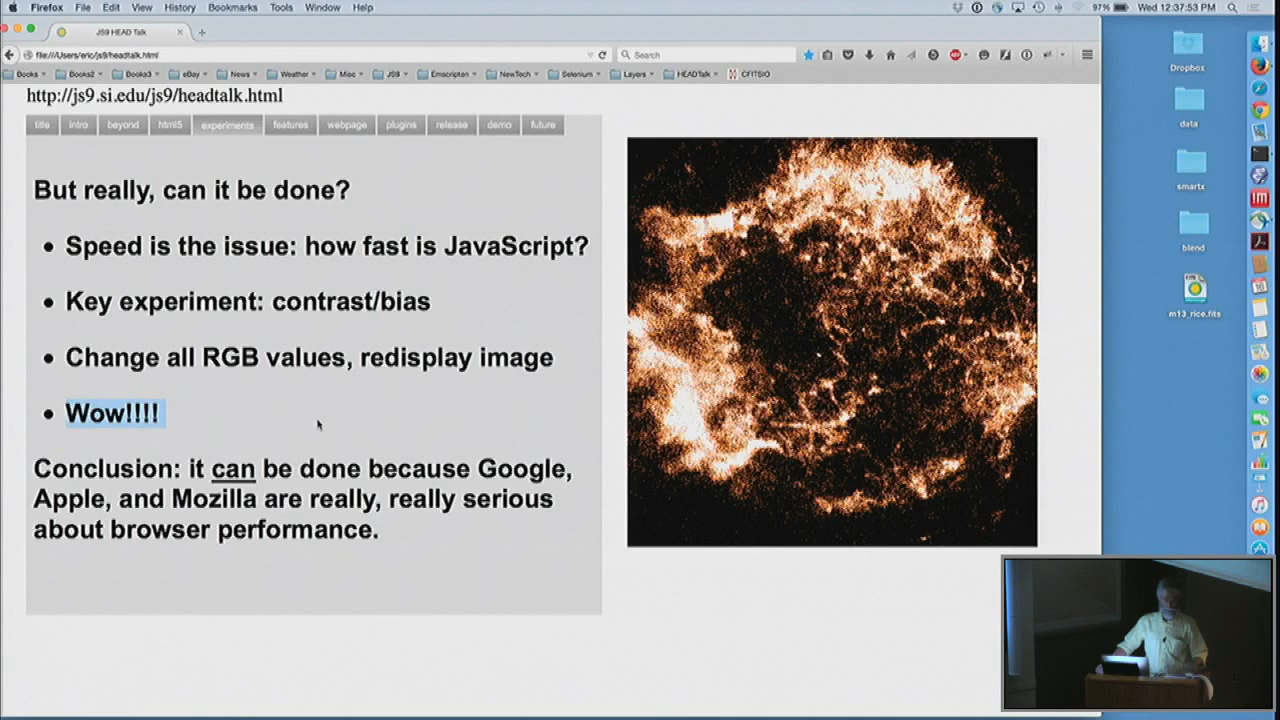 Firefox File Edit View History Bookmarks Tools Window Help
97% Wed 12:37:53 PM
JS9 HEAD Talk
file:///Users/eric/js9/headtalk.html
Search
Books Books2 Books3 eBay News Weather Misc JS9 Emscripten NewTech Selenium Layers HEADTalk CFITSIO
http://js9.si.edu/js9/headtalk.html
title intro beyond html5 experiments features webpage plugins release demo future
But really, can it be done?
• Speed is the issue: how fast is JavaScript?
• Key experiment: contrast/bias
• Change all RGB values, redisplay image
• Wow!!!!
Conclusion: it can be done because Google,
Apple, and Mozilla are really, really serious
about browser performance.
Dropbox
data
smartx
blend
m13_rice.fits